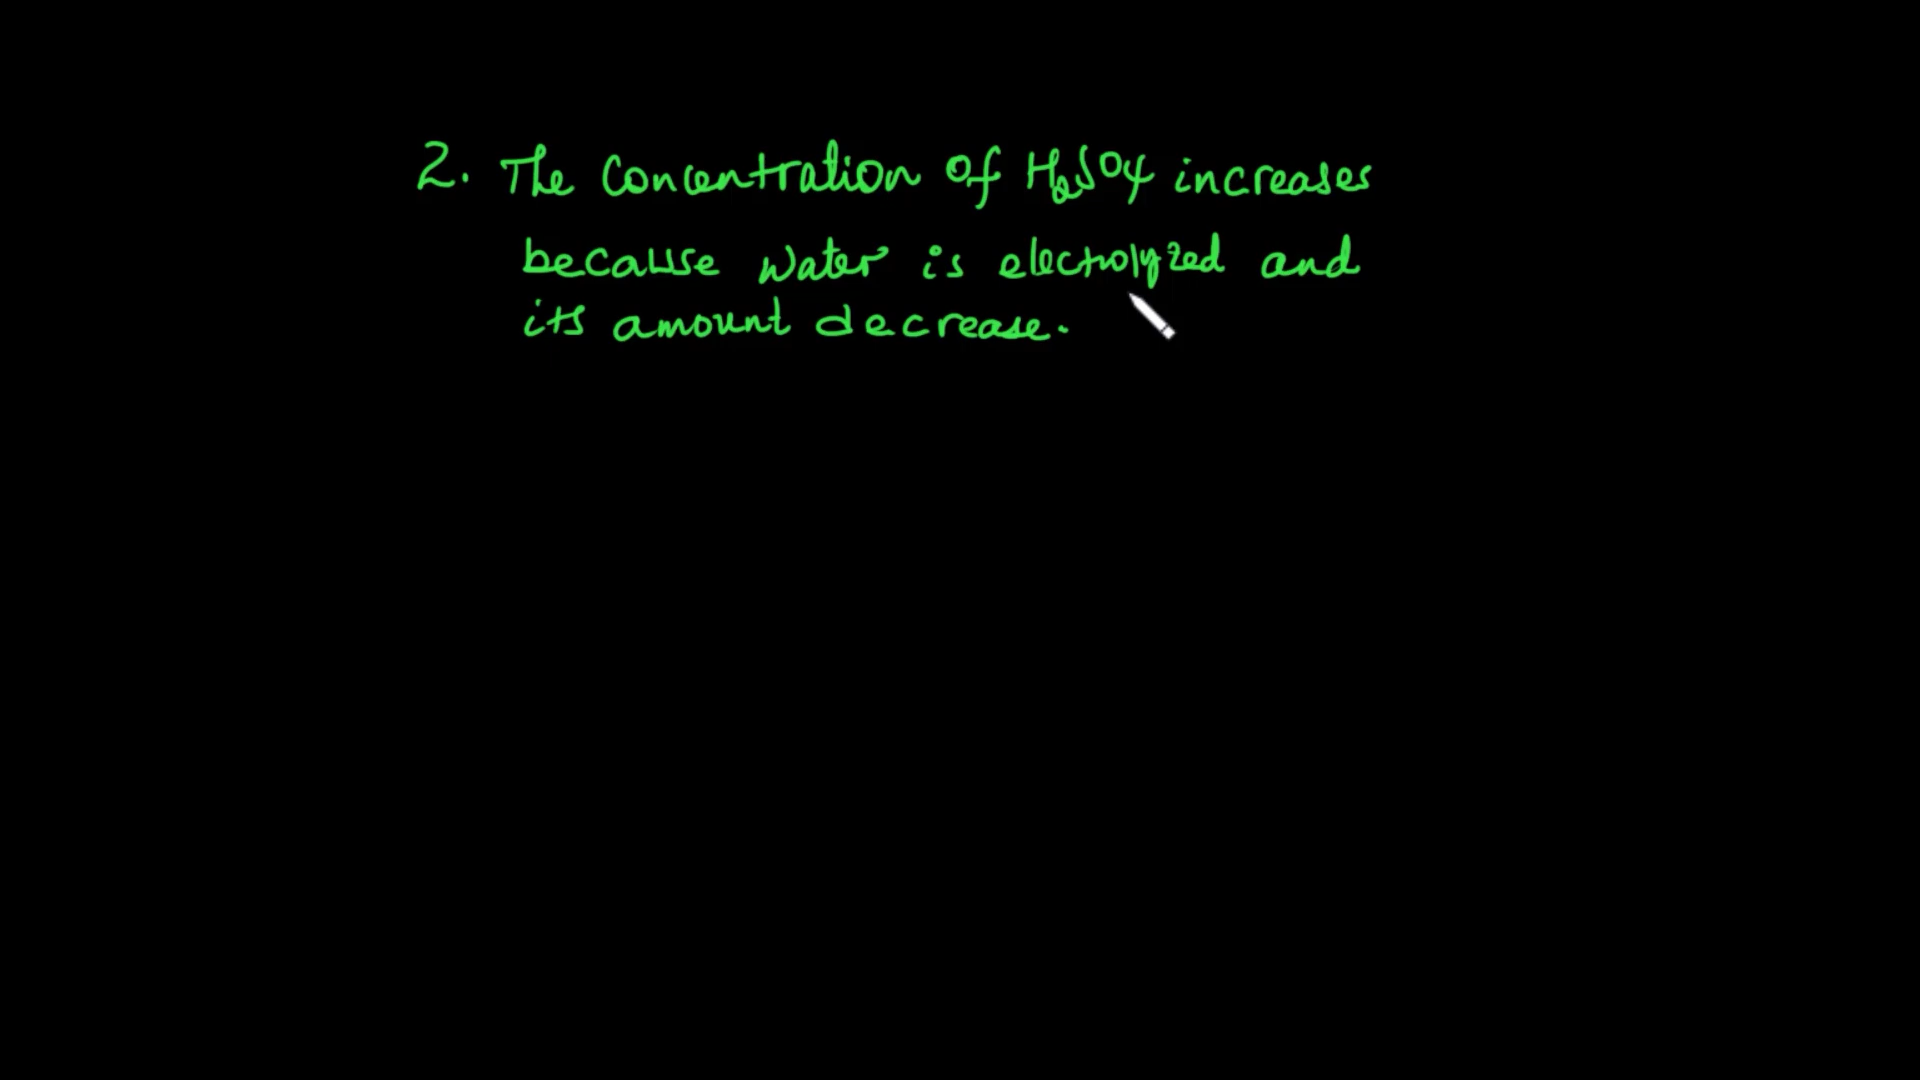 2. The Concentration of H₂SO₄ increases
because water is electrolyzed and
its amount decrease.